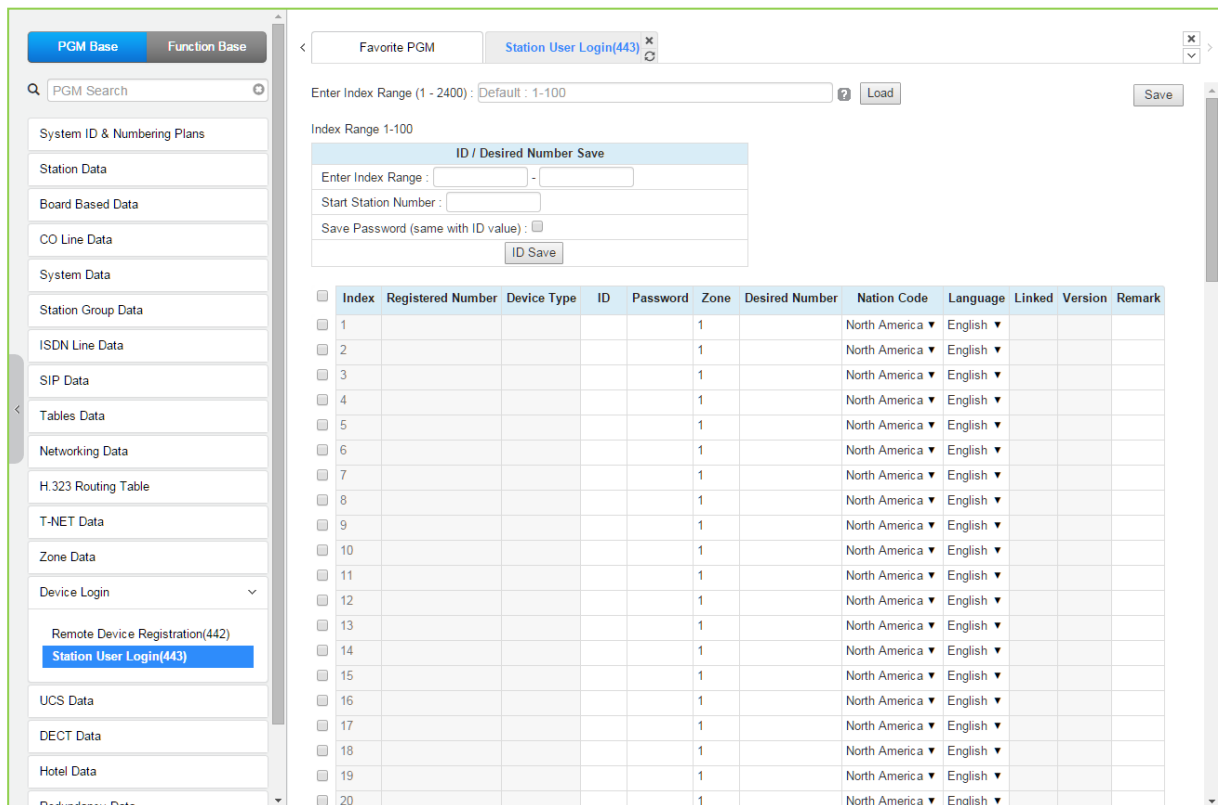 PGM Base Function Base
PGM Search
System ID & Numbering Plans
Station Data
Board Based Data
CO Line Data
System Data
Station Group Data
ISDN Line Data
SIP Data
Tables Data
Networking Data
H.323 Routing Table
T-NET Data
Zone Data
Device Login
Remote Device Registration(442)
Station User Login(443)
UCS Data
DECT Data
Hotel Data
Redundancy Data
Favorite PGM Station User Login(443)
Enter Index Range (1 - 2400) : Default : 1-100 ? Load Save
Index Range 1-100
ID / Desired Number Save
Enter Index Range : -
Start Station Number :
Save Password (same with ID value) :
ID Save
Index Registered Number Device Type ID Password Zone Desired Number Nation Code Language Linked Version Remark
1 1 North America English
2 1 North America English
3 1 North America English
4 1 North America English
5 1 North America English
6 1 North America English
7 1 North America English
8 1 North America English
9 1 North America English
10 1 North America English
11 1 North America English
12 1 North America English
13 1 North America English
14 1 North America English
15 1 North America English
16 1 North America English
17 1 North America English
18 1 North America English
19 1 North America English
20 1 North America English